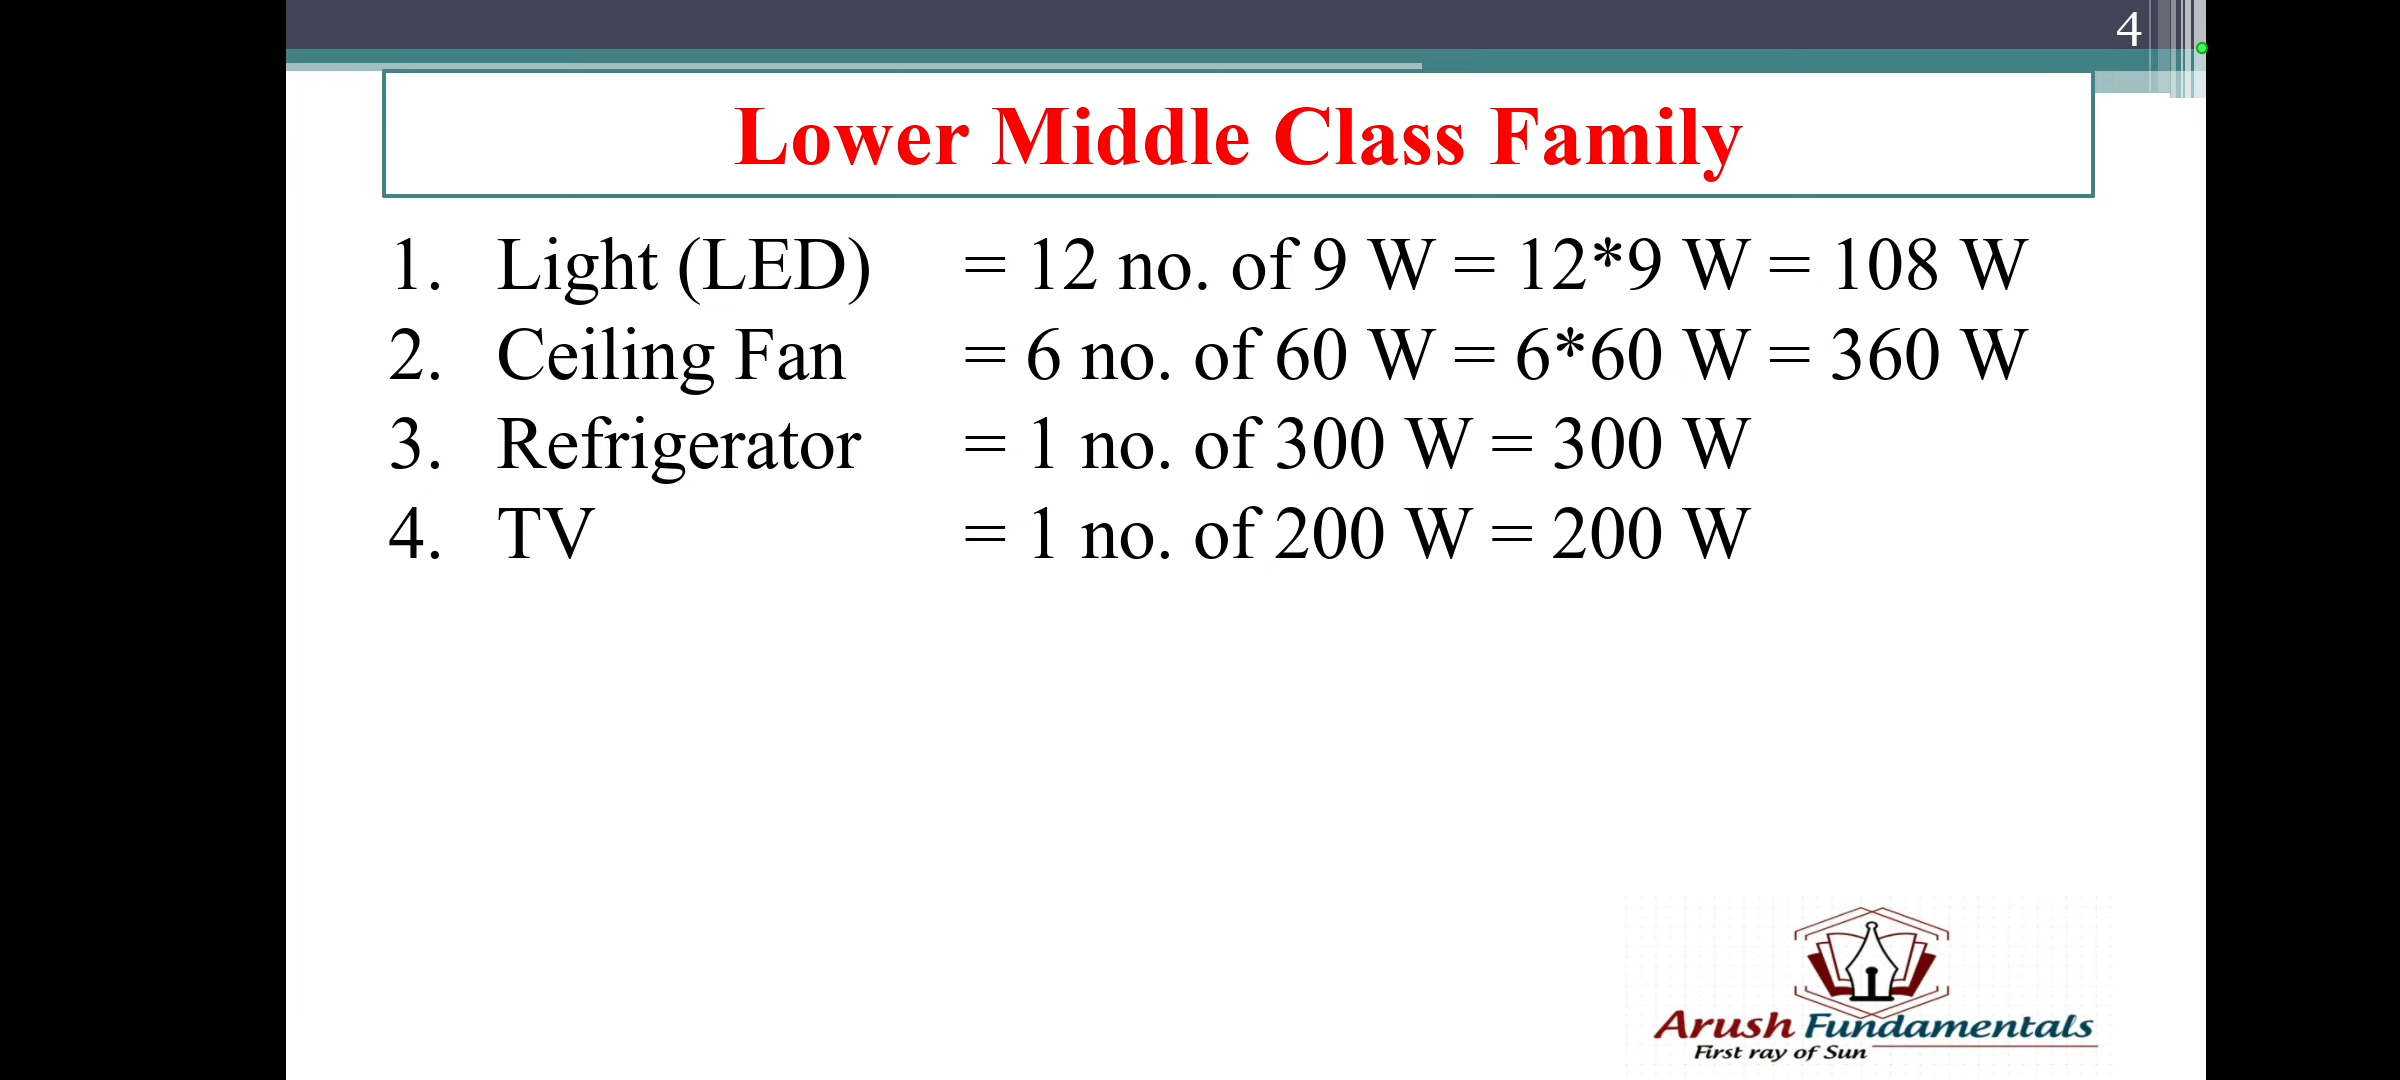 4
Lower Middle Class Family
1. Light (LED) = 12 no. of 9 W = 12*9 W = 108 W
2. Ceiling Fan = 6 no. of 60 W = 6*60 W = 360 W
3. Refrigerator = 1 no. of 300 W = 300 W
4. TV = 1 no. of 200 W = 200 W
Arush Fundamentals
First ray of Sun